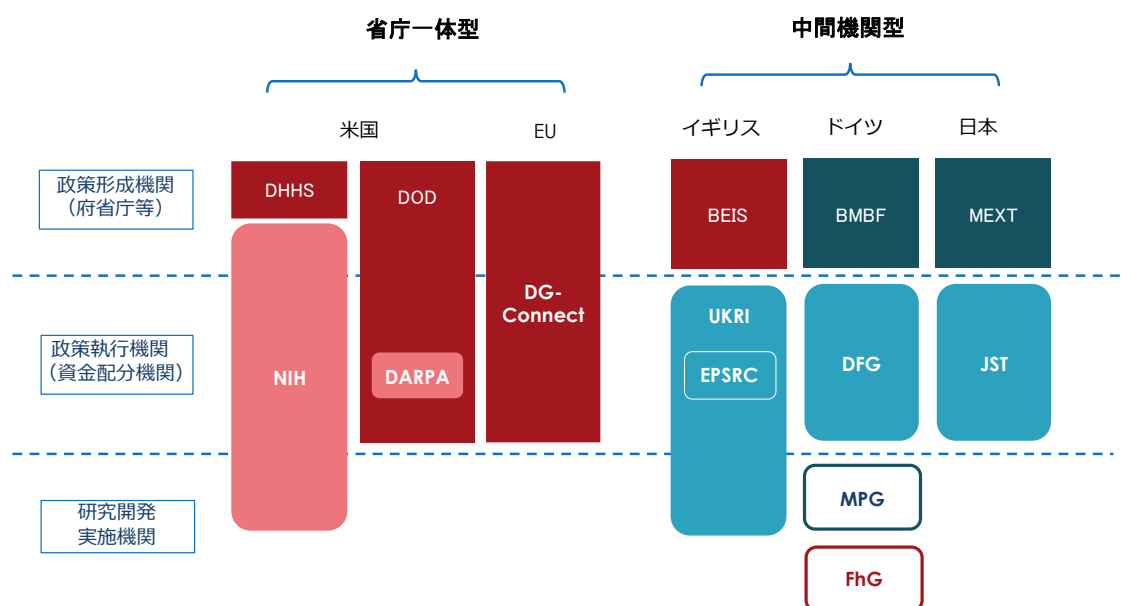 省庁一体型
中間機関型
米国
EU
イギリス
ドイツ
日本
政策形成機関
（府省庁等）
DHHS
DOD
BEIS
BMBF
MEXT
DG-
Connect
政策執行機関
（資金配分機関）
NIH
DARPA
UKRI
EPSRC
DFG
JST
研究開発
実施機関
MPG
FhG